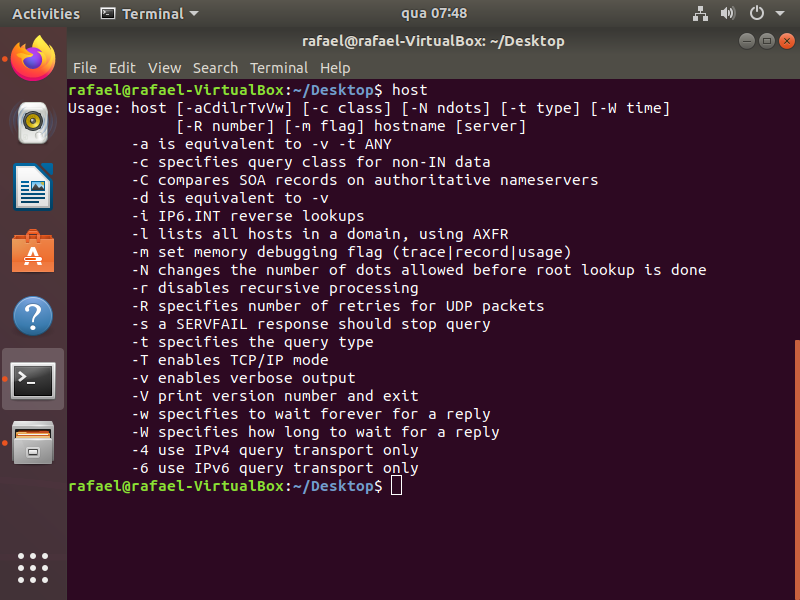 Activities Terminal qua 07:48
rafael@rafael-VirtualBox: ~/Desktop
File Edit View Search Terminal Help
rafael@rafael-VirtualBox:~/Desktop$ host
Usage: host [-aCdilrTvVw] [-c class] [-N ndots] [-t type] [-W time]
            [-R number] [-m flag] hostname [server]
       -a is equivalent to -v -t ANY
       -c specifies query class for non-IN data
       -C compares SOA records on authoritative nameservers
       -d is equivalent to -v
       -i IP6.INT reverse lookups
       -l lists all hosts in a domain, using AXFR
       -m set memory debugging flag (trace|record|usage)
       -N changes the number of dots allowed before root lookup is done
       -r disables recursive processing
       -R specifies number of retries for UDP packets
       -s a SERVFAIL response should stop query
       -t specifies the query type
       -T enables TCP/IP mode
       -v enables verbose output
       -V print version number and exit
       -w specifies to wait forever for a reply
       -W specifies how long to wait for a reply
       -4 use IPv4 query transport only
       -6 use IPv6 query transport only
rafael@rafael-VirtualBox:~/Desktop$